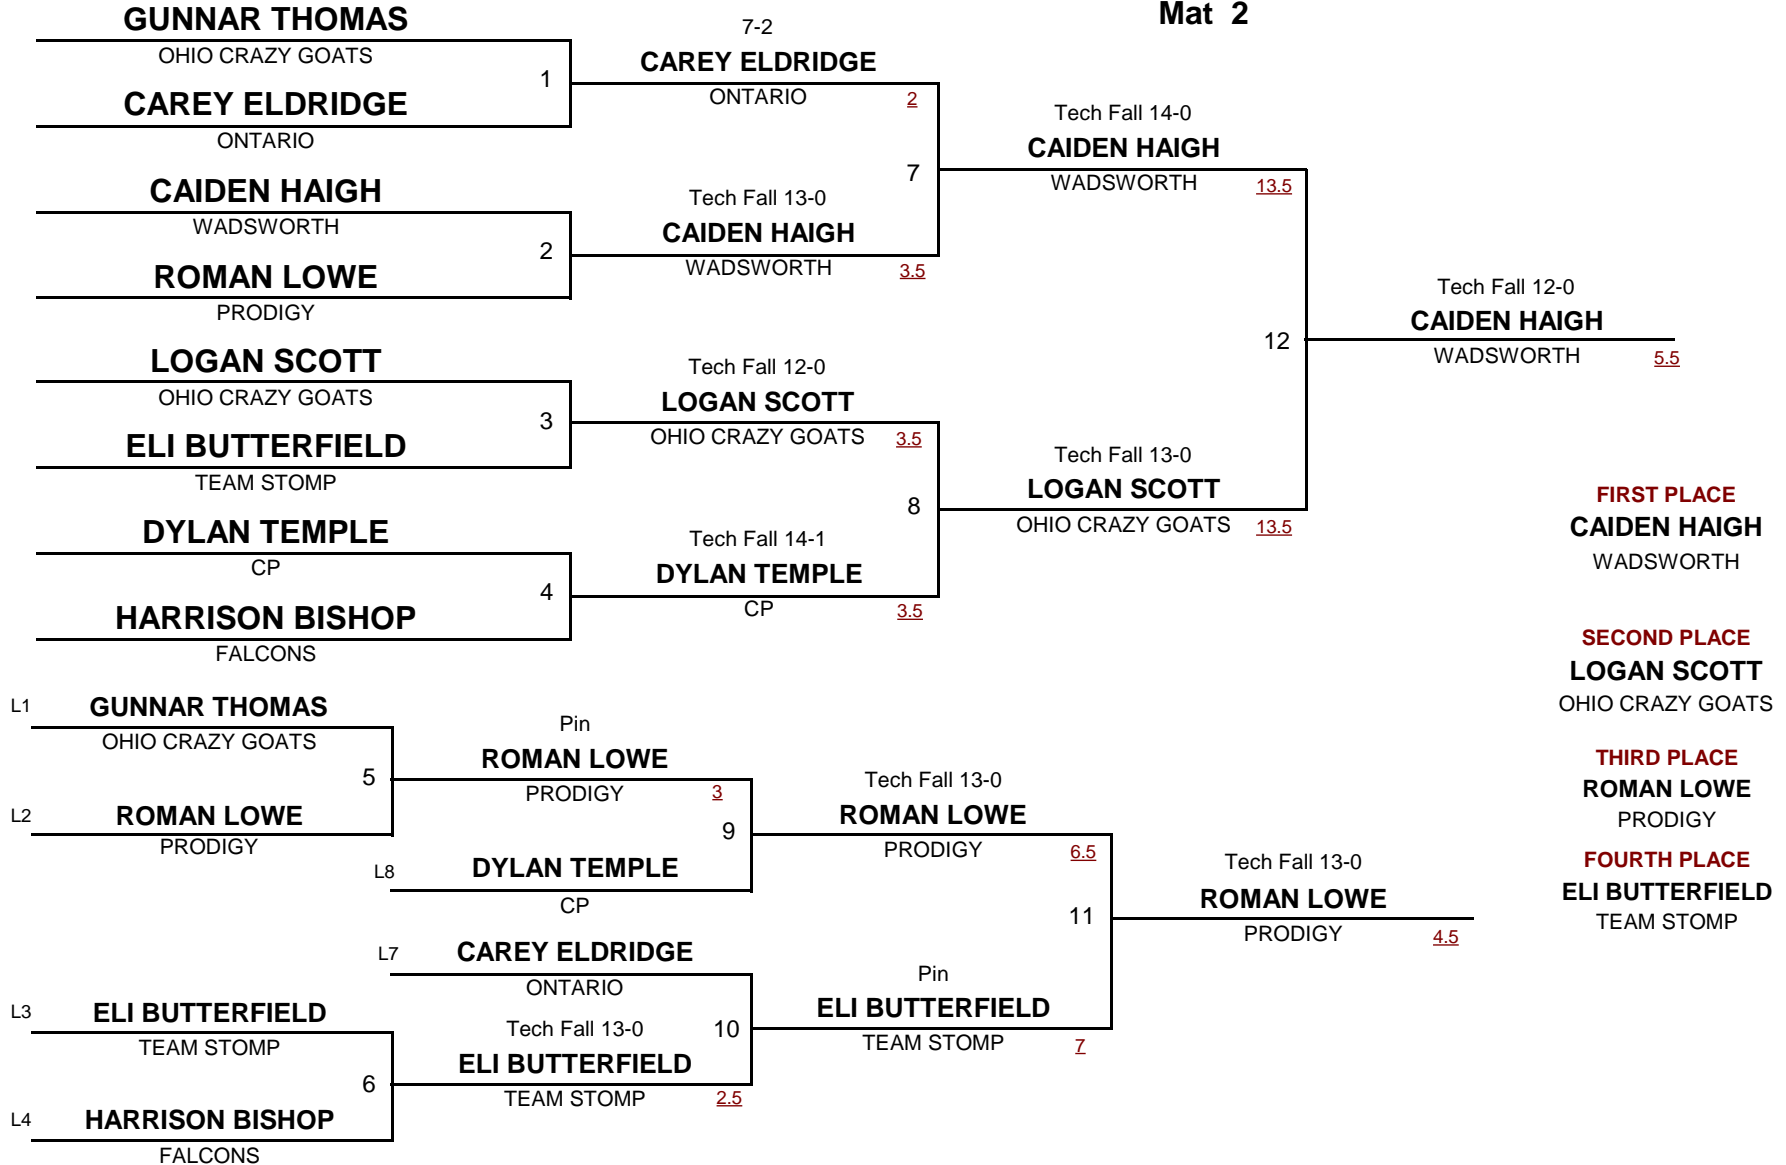 Mat 2
GUNNAR THOMAS
OHIO CRAZY GOATS
1
CAREY ELDRIDGE
ONTARIO
CAIDEN HAIGH
WADSWORTH
2
ROMAN LOWE
PRODIGY
LOGAN SCOTT
OHIO CRAZY GOATS
3
ELI BUTTERFIELD
TEAM STOMP
DYLAN TEMPLE
CP
4
HARRISON BISHOP
FALCONS
7-2
CAREY ELDRIDGE
ONTARIO 2
7
Tech Fall 13-0
CAIDEN HAIGH
WADSWORTH 3.5
Tech Fall 12-0
LOGAN SCOTT
OHIO CRAZY GOATS 3.5
8
Tech Fall 14-1
DYLAN TEMPLE
CP 3.5
Tech Fall 14-0
CAIDEN HAIGH
WADSWORTH 13.5
12
Tech Fall 13-0
LOGAN SCOTT
OHIO CRAZY GOATS 13.5
Tech Fall 12-0
CAIDEN HAIGH
WADSWORTH 5.5
FIRST PLACE
CAIDEN HAIGH
WADSWORTH
SECOND PLACE
LOGAN SCOTT
OHIO CRAZY GOATS
THIRD PLACE
ROMAN LOWE
PRODIGY
FOURTH PLACE
ELI BUTTERFIELD
TEAM STOMP
L1 GUNNAR THOMAS
OHIO CRAZY GOATS
5
L2 ROMAN LOWE
PRODIGY
Pin
ROMAN LOWE
PRODIGY 3
9
L8 DYLAN TEMPLE
CP
L7 CAREY ELDRIDGE
ONTARIO
L3 ELI BUTTERFIELD
TEAM STOMP
6
L4 HARRISON BISHOP
FALCONS
Tech Fall 13-0 10
ELI BUTTERFIELD
TEAM STOMP 2.5
Tech Fall 13-0
ROMAN LOWE
PRODIGY 6.5
11
Pin
ELI BUTTERFIELD
TEAM STOMP 7
Tech Fall 13-0
ROMAN LOWE
PRODIGY 4.5